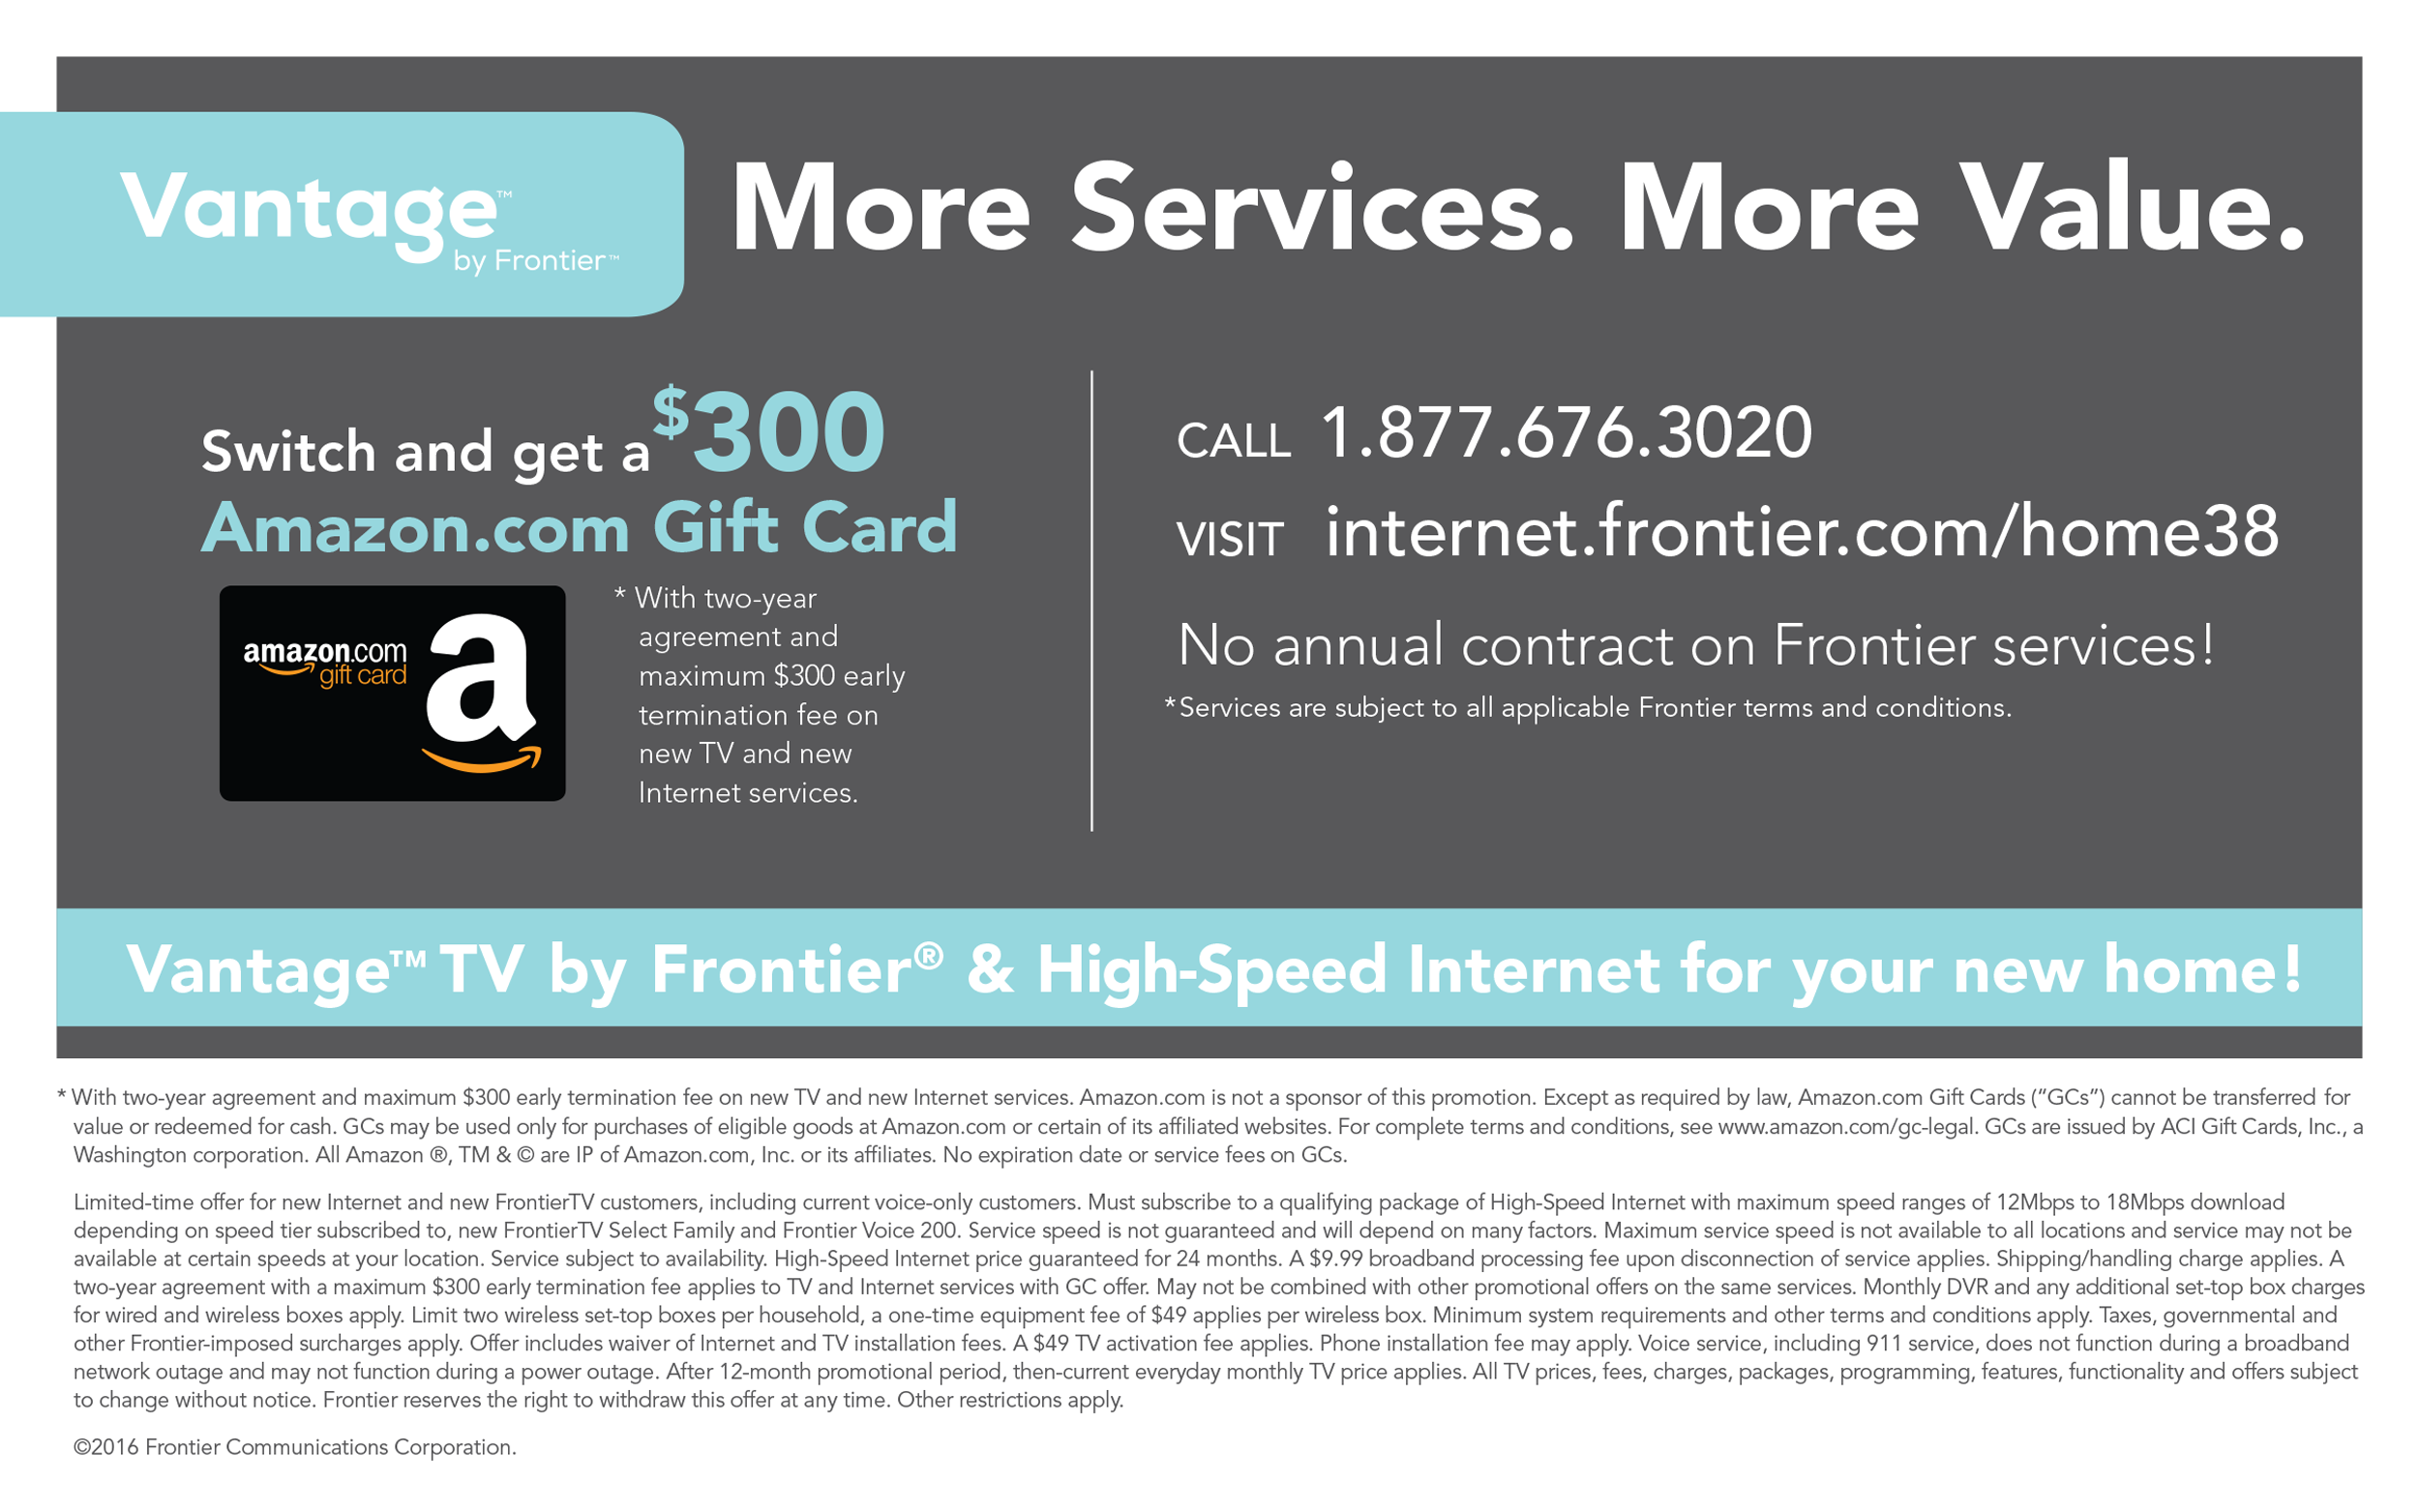 Vantage™
by Frontier™
More Services. More Value.
Switch and get a $300
Amazon.com Gift Card
amazon.com
gift card
a
* With two-year
agreement and
maximum $300 early
termination fee on
new TV and new
Internet services.
CALL 1.877.676.3020
VISIT internet.frontier.com/home38
No annual contract on Frontier services!
*Services are subject to all applicable Frontier terms and conditions.
Vantage™ TV by Frontier® & High-Speed Internet for your new home!
* With two-year agreement and maximum $300 early termination fee on new TV and new Internet services. Amazon.com is not a sponsor of this promotion. Except as required by law, Amazon.com Gift Cards (“GCs”) cannot be transferred for
value or redeemed for cash. GCs may be used only for purchases of eligible goods at Amazon.com or certain of its affiliated websites. For complete terms and conditions, see www.amazon.com/gc-legal. GCs are issued by ACI Gift Cards, Inc., a
Washington corporation. All Amazon ®, TM & © are IP of Amazon.com, Inc. or its affiliates. No expiration date or service fees on GCs.
Limited-time offer for new Internet and new FrontierTV customers, including current voice-only customers. Must subscribe to a qualifying package of High-Speed Internet with maximum speed ranges of 12Mbps to 18Mbps download
depending on speed tier subscribed to, new FrontierTV Select Family and Frontier Voice 200. Service speed is not guaranteed and will depend on many factors. Maximum service speed is not available to all locations and service may not be
available at certain speeds at your location. Service subject to availability. High-Speed Internet price guaranteed for 24 months. A $9.99 broadband processing fee upon disconnection of service applies. Shipping/handling charge applies. A
two-year agreement with a maximum $300 early termination fee applies to TV and Internet services with GC offer. May not be combined with other promotional offers on the same services. Monthly DVR and any additional set-top box charges
for wired and wireless boxes apply. Limit two wireless set-top boxes per household, a one-time equipment fee of $49 applies per wireless box. Minimum system requirements and other terms and conditions apply. Taxes, governmental and
other Frontier-imposed surcharges apply. Offer includes waiver of Internet and TV installation fees. A $49 TV activation fee applies. Phone installation fee may apply. Voice service, including 911 service, does not function during a broadband
network outage and may not function during a power outage. After 12-month promotional period, then-current everyday monthly TV price applies. All TV prices, fees, charges, packages, programming, features, functionality and offers subject
to change without notice. Frontier reserves the right to withdraw this offer at any time. Other restrictions apply.
©2016 Frontier Communications Corporation.